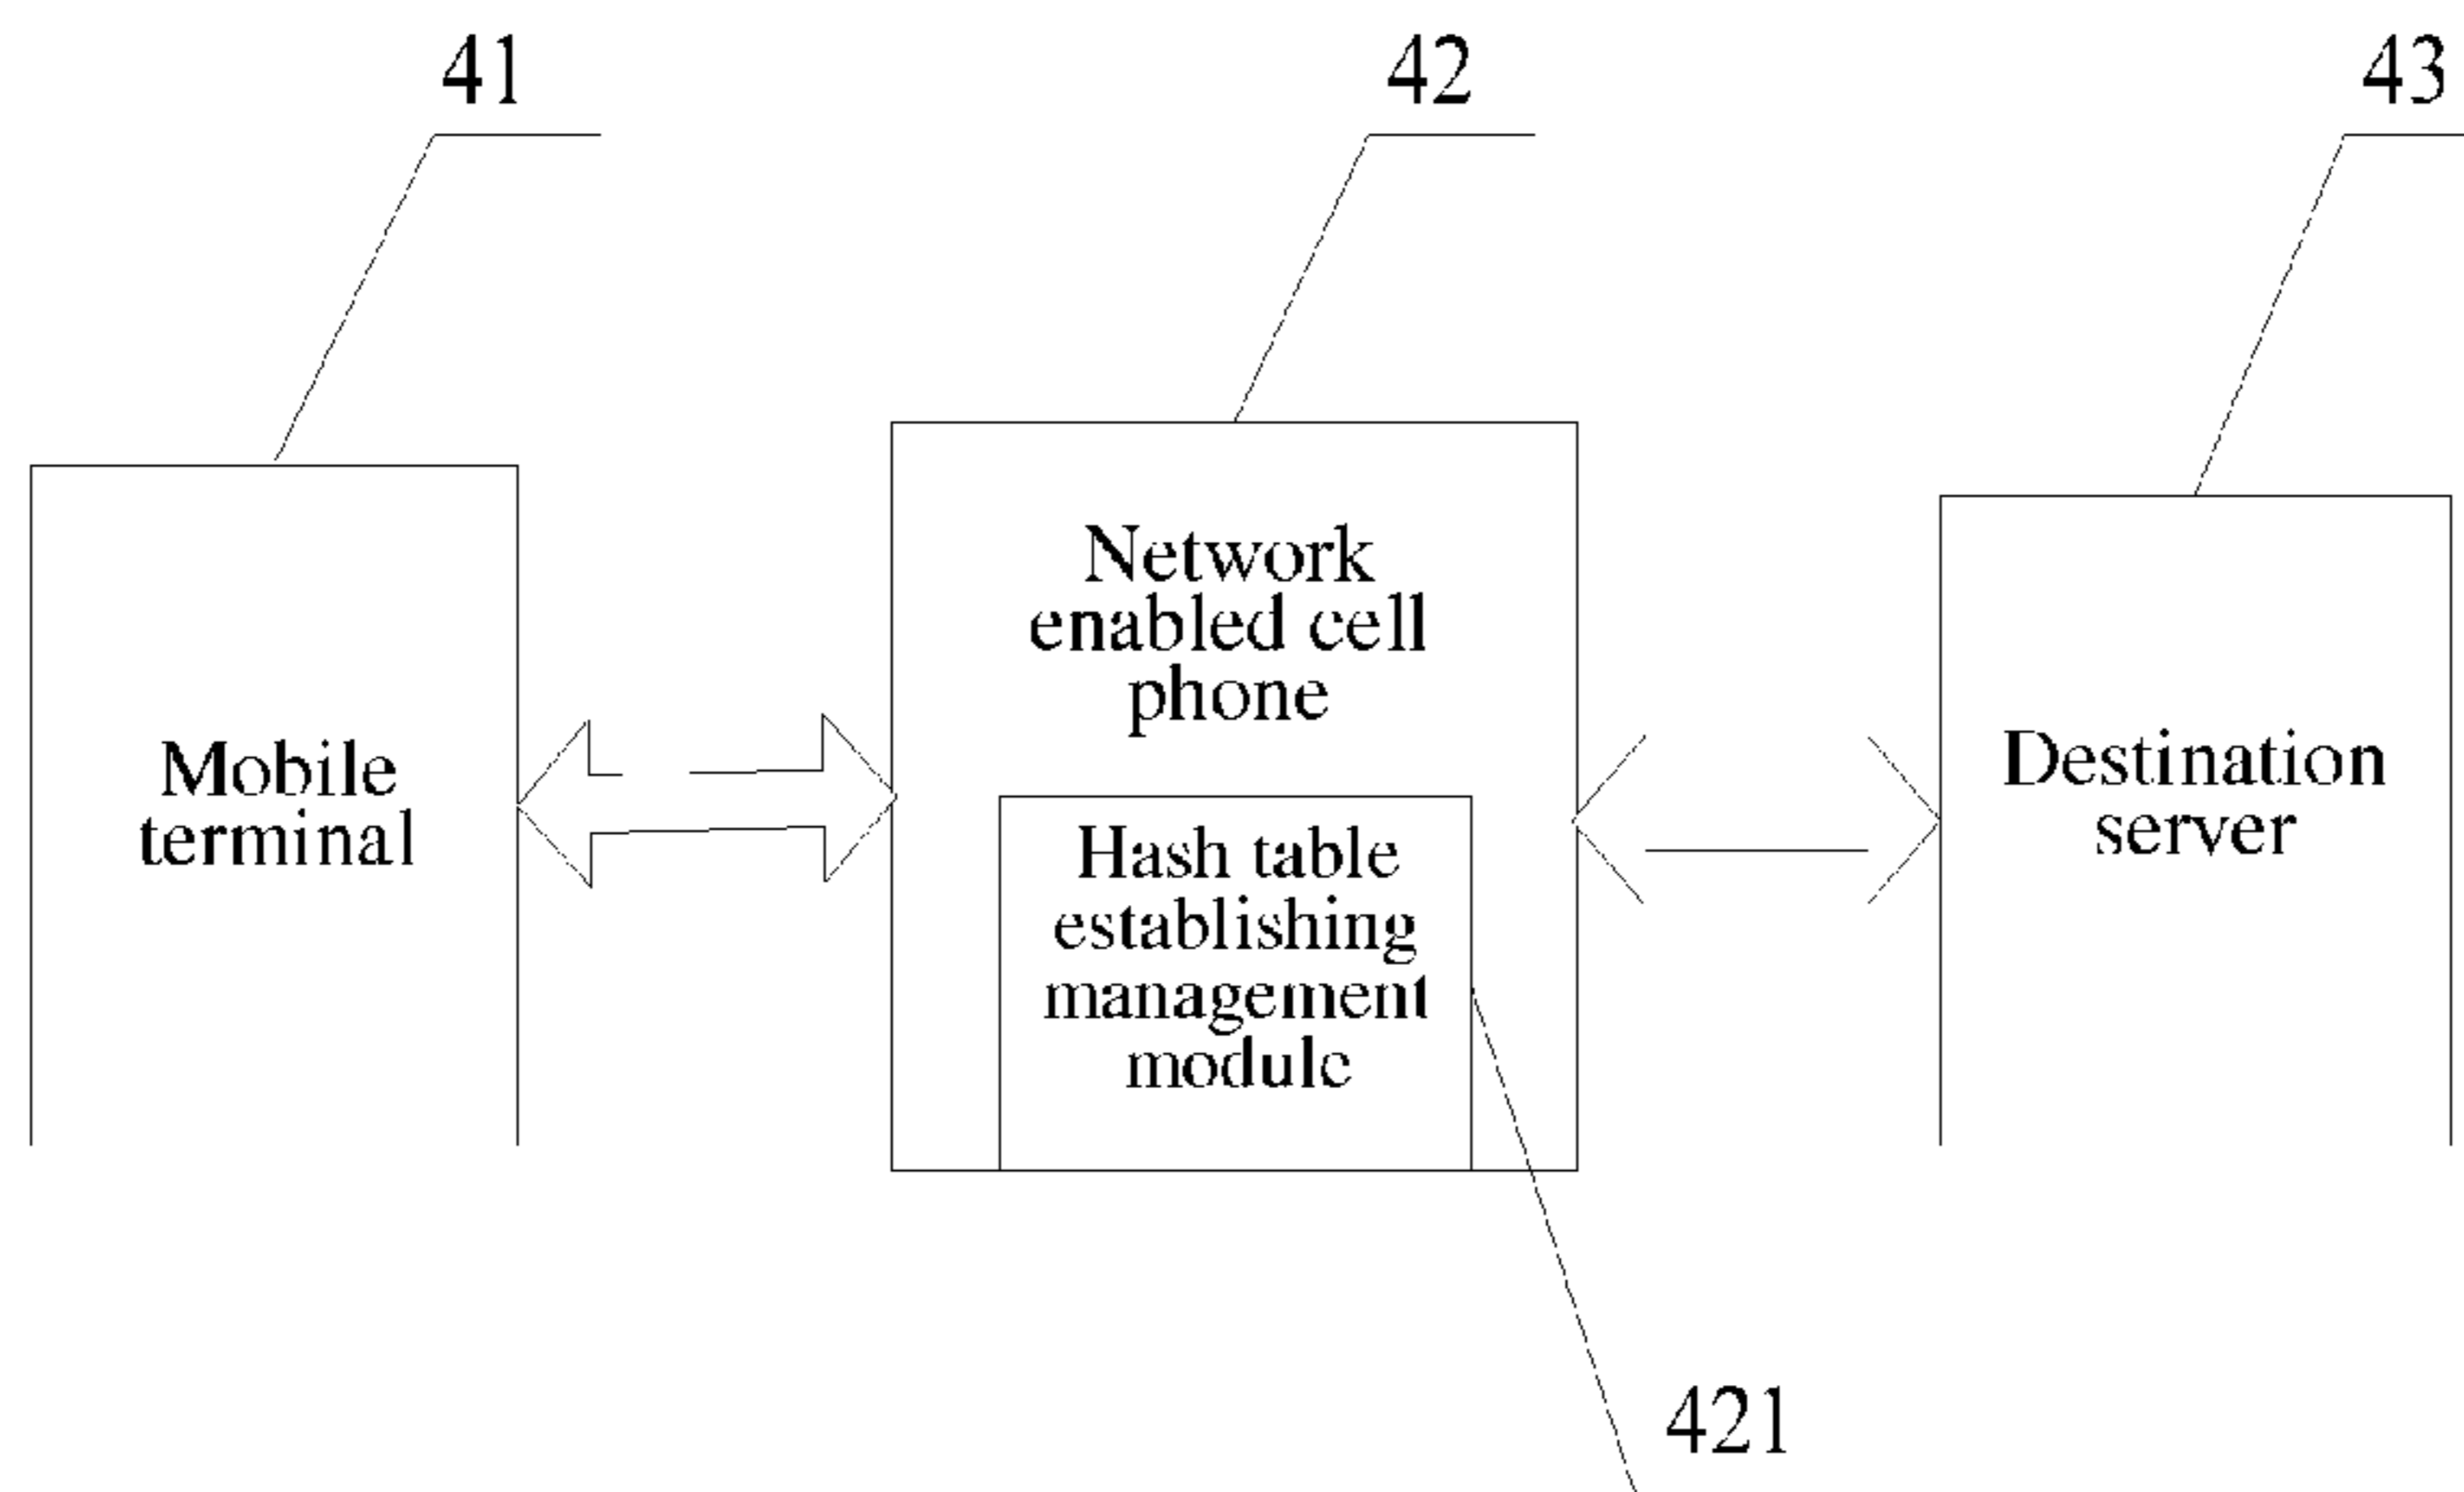 41
42
43
Mobile
terminal
Network
enabled cell
phone
Hash table
establishing
management
module
Destination
server
421